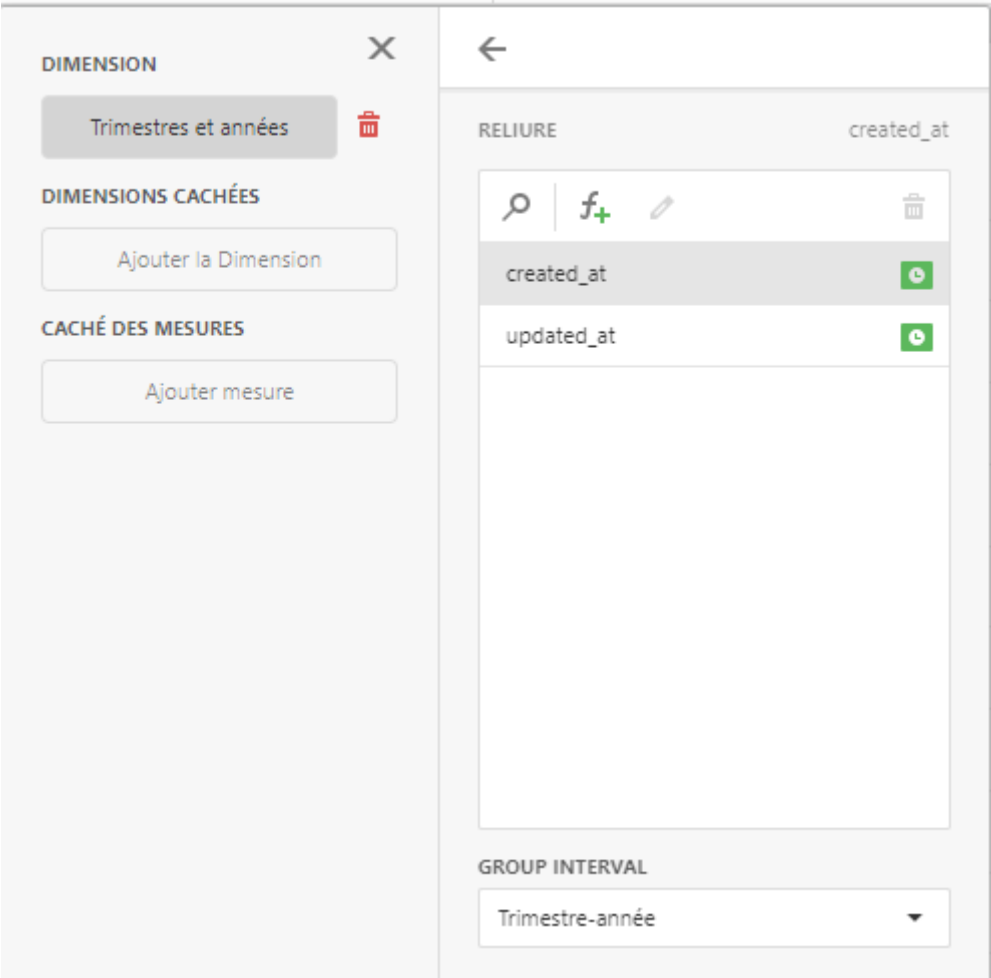 DIMENSION
Trimestres et années
DIMENSIONS CACHÉES
Ajouter la Dimension
CACHÉ DES MESURES
Ajouter mesure
RELIURE created_at
created_at
updated_at
GROUP INTERVAL
Trimestre-année